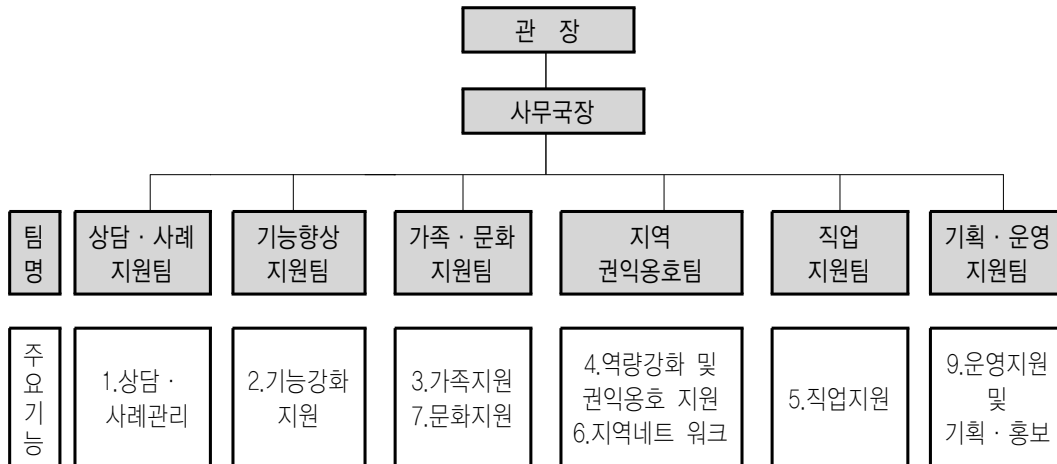 관 장
사무국장
팀
명
상담 · 사례
지원팀
기능향상
지원팀
가족 · 문화
지원팀
지역
권익옹호팀
직업
지원팀
기획 · 운영
지원팀
주
요
기
능
1.상담 ·
사례관리
2.기능강화
지원
3.가족지원
7.문화지원
4.역량강화 및
권익옹호 지원
6.지역네트 워크
5.직업지원
9.운영지원
및
기획 · 홍보